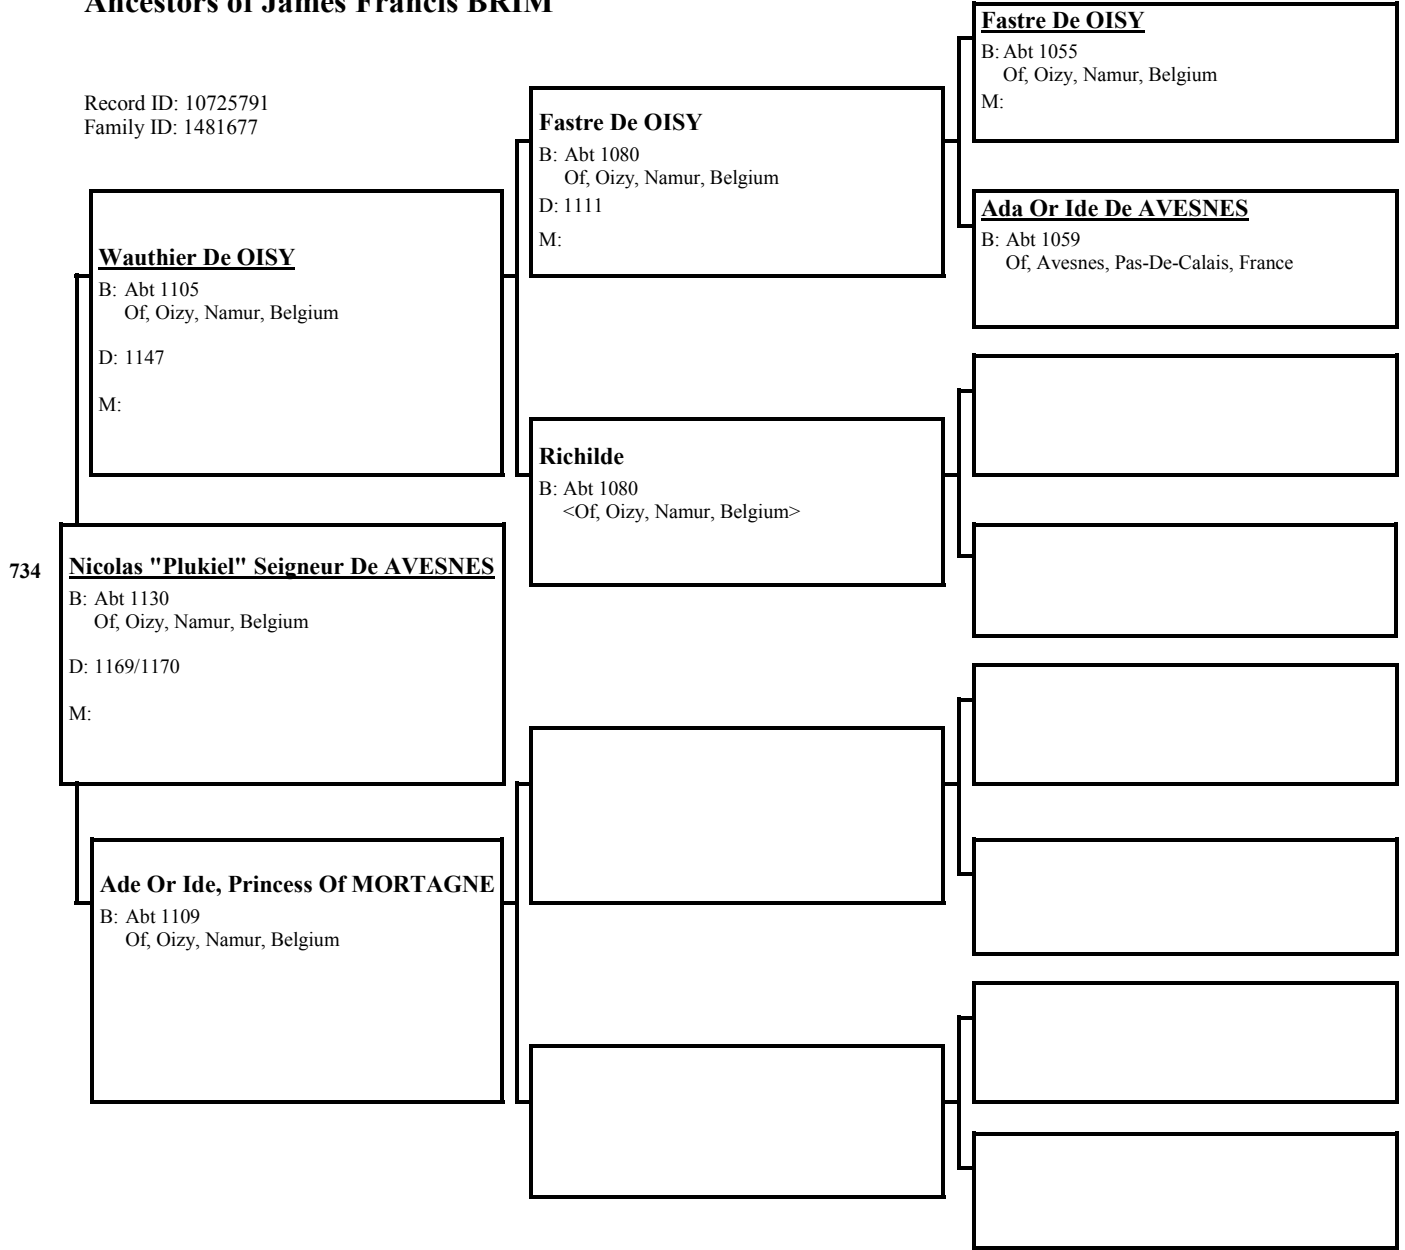 Ancestors of James Francis BRIM
Record ID: 10725791
Family ID: 1481677
Fastre De OISY
B: Abt 1055
Of, Oizy, Namur, Belgium
M:
Fastre De OISY
B: Abt 1080
Of, Oizy, Namur, Belgium
D: 1111
M:
Ada Or Ide De AVESNES
B: Abt 1059
Of, Avesnes, Pas-De-Calais, France
Wauthier De OISY
B: Abt 1105
Of, Oizy, Namur, Belgium
D: 1147
M:
Richilde
B: Abt 1080
<Of, Oizy, Namur, Belgium>
734
Nicolas "Plukiel" Seigneur De AVESNES
B: Abt 1130
Of, Oizy, Namur, Belgium
D: 1169/1170
M:
Ade Or Ide, Princess Of MORTAGNE
B: Abt 1109
Of, Oizy, Namur, Belgium